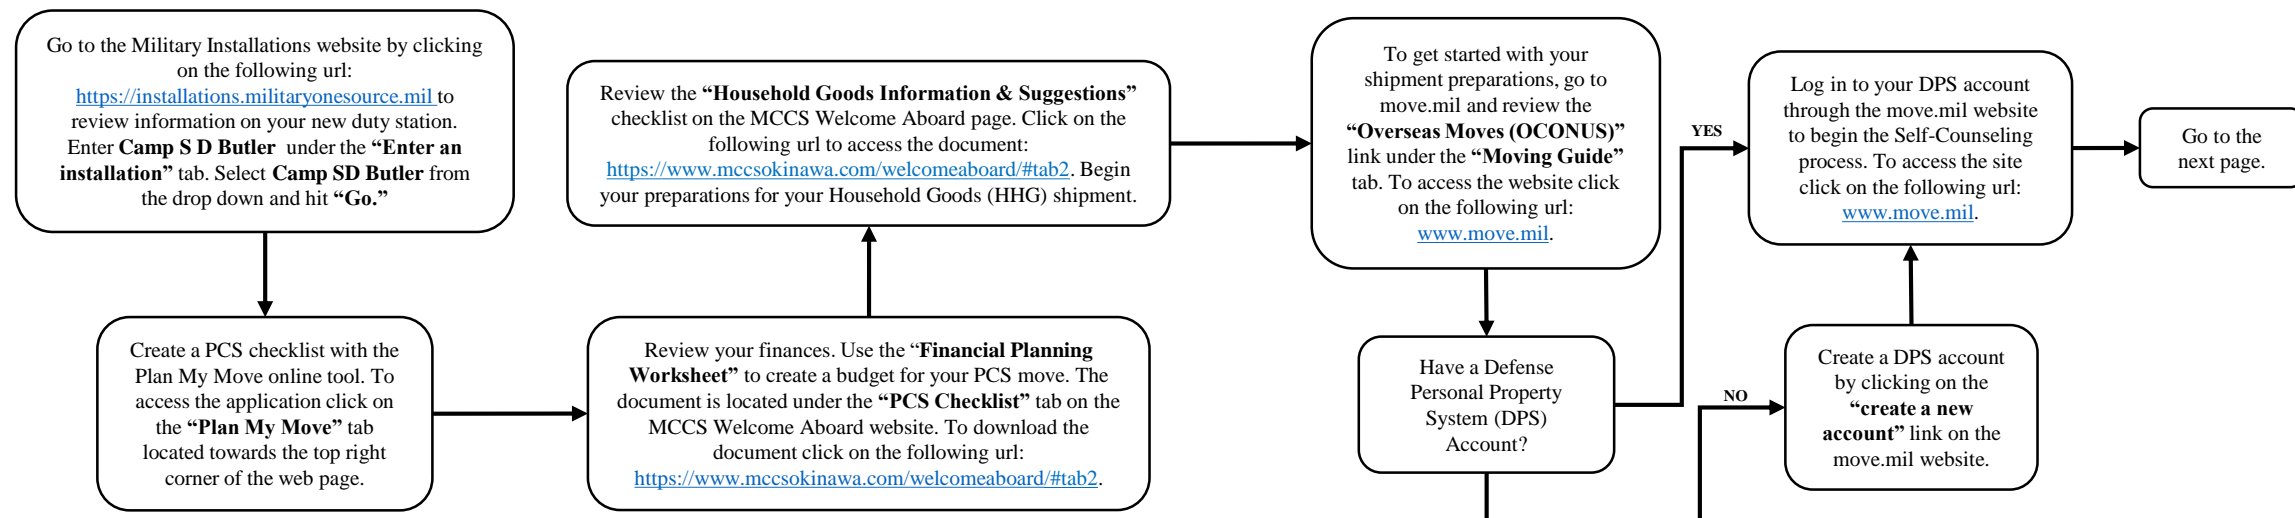 Go to the Military Installations website by clicking
on the following url:
https://installations.militaryonesource.mil to
review information on your new duty station.
Enter Camp S D Butler under the “Enter an
installation” tab. Select Camp SD Butler from
the drop down and hit “Go.”
Create a PCS checklist with the
Plan My Move online tool. To
access the application click on
the “Plan My Move” tab
located towards the top right
corner of the web page.
Review your finances. Use the “Financial Planning
Worksheet” to create a budget for your PCS move. The
document is located under the “PCS Checklist” tab on the
MCCS Welcome Aboard website. To download the
document click on the following url:
https://www.mccsokinawa.com/welcomeaboard/#tab2.
Review the “Household Goods Information & Suggestions”
checklist on the MCCS Welcome Aboard page. Click on the
following url to access the document:
https://www.mccsokinawa.com/welcomeaboard/#tab2. Begin
your preparations for your Household Goods (HHG) shipment.
To get started with your
shipment preparations, go to
move.mil and review the
“Overseas Moves (OCONUS)”
link under the “Moving Guide”
tab. To access the website click
on the following url:
www.move.mil.
Have a Defense
Personal Property
System (DPS)
Account?
YES
NO
Create a DPS account
by clicking on the
“create a new
account” link on the
move.mil website.
Log in to your DPS account
through the move.mil website
to begin the Self-Counseling
process. To access the site
click on the following url:
www.move.mil.
Go to the
next page.